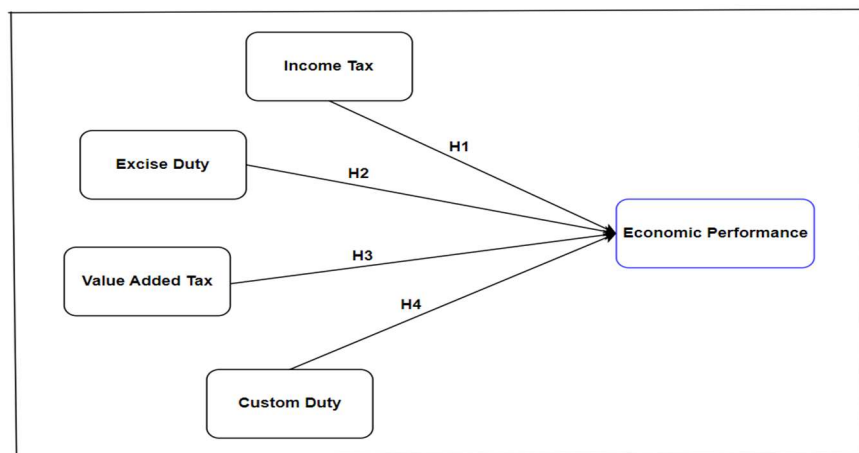 Income Tax
H1
Excise Duty
H2
Economic Performance
Value Added Tax
H3
H4
Custom Duty